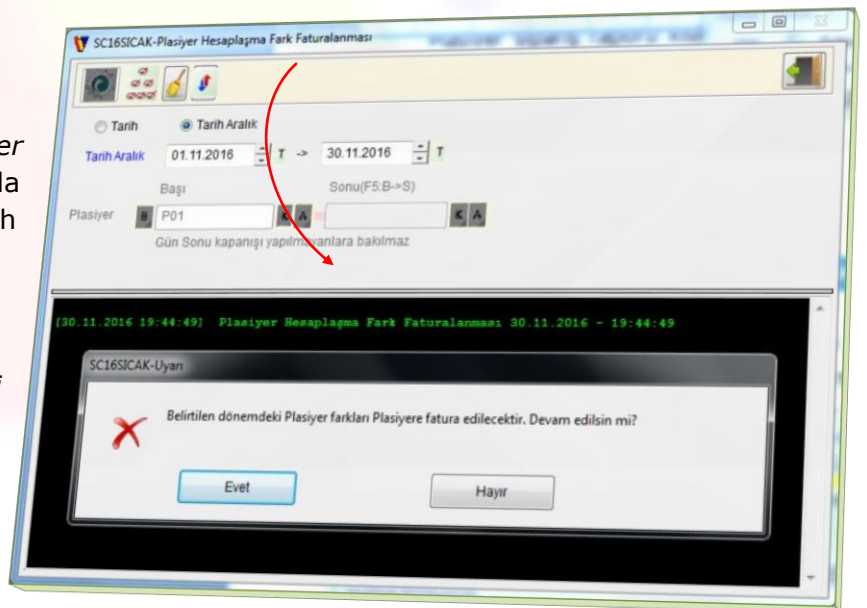 SC16SICAK-Plasiyer Hesaplaşma Fark Faturalanması
Tarih Tarih Aralık
Tarih Aralık 01.11.2016 T -> 30.11.2016 T
Başı Sonu(F5:B->S)
Plasiyer B P01 K A K A
Gün Sonu kapanışı yapılmayanlara bakılmaz
er
la
h
i
[30.11.2016 19:44:49] Plasiyer Hesaplaşma Fark Faturalanması 30.11.2016 - 19:44:49
SC16SICAK-Uyarı
Belirtilen dönemdeki Plasiyer farkları Plasiyere fatura edilecektir. Devam edilsin mi?
Evet Hayır